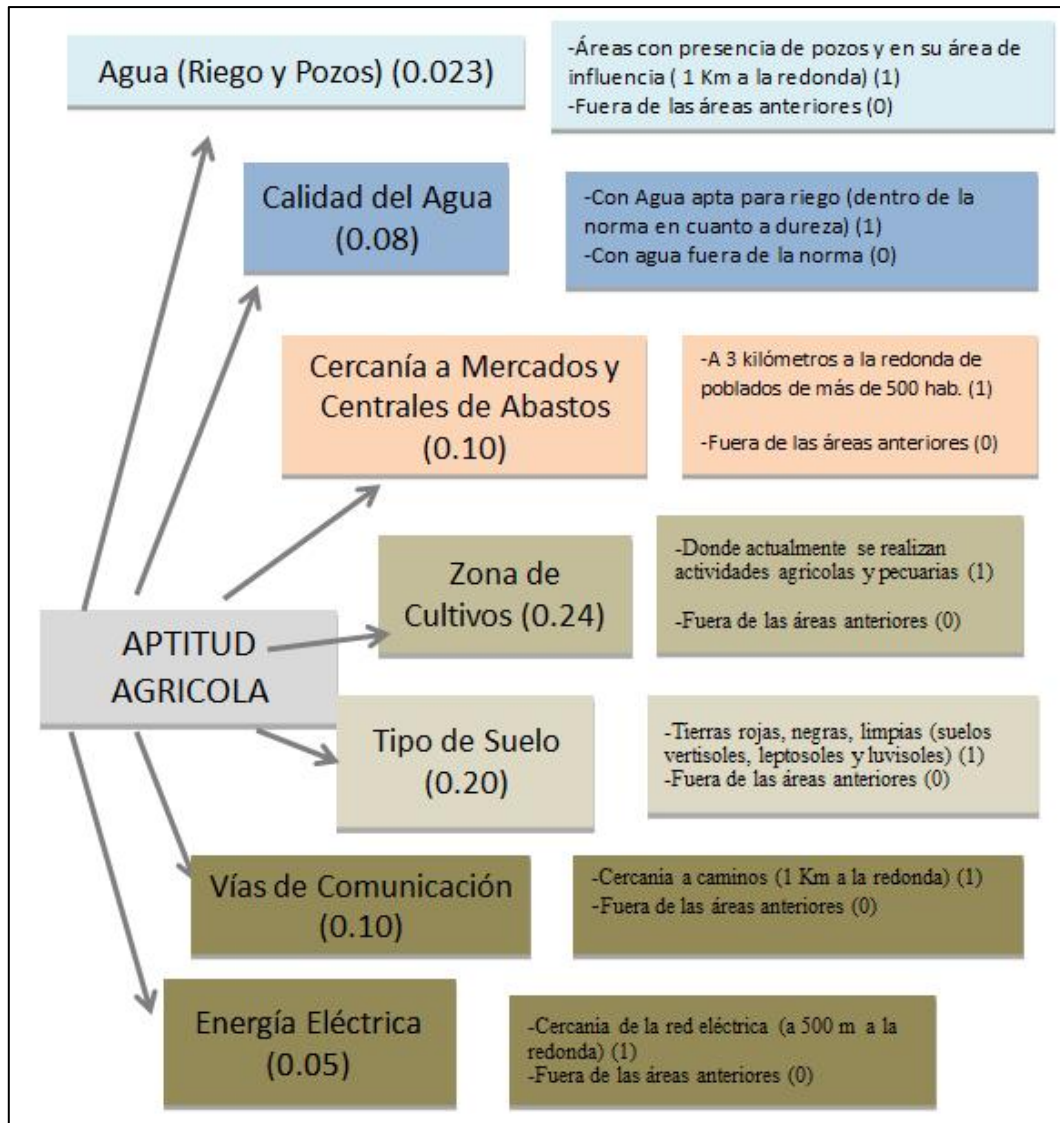 Agua (Riego y Pozos) (0.023)
-Áreas con presencia de pozos y en su área de
influencia ( 1 Km a la redonda) (1)
-Fuera de las áreas anteriores (0)
Calidad del Agua
(0.08)
-Con Agua apta para riego (dentro de la
norma en cuanto a dureza) (1)
-Con agua fuera de la norma (0)
Cercanía a Mercados y
Centrales de Abastos
(0.10)
-A 3 kilómetros a la redonda de
poblados de más de 500 hab. (1)
-Fuera de las áreas anteriores (0)
Zona de
Cultivos (0.24)
-Donde actualmente se realizan
actividades agrícolas y pecuarias (1)
-Fuera de las áreas anteriores (0)
APTITUD
AGRICOLA
Tipo de Suelo
(0.20)
-Tierras rojas, negras, limpias (suelos
vertisoles, leptosoles y luvisoles) (1)
-Fuera de las áreas anteriores (0)
Vías de Comunicación
(0.10)
-Cercania a caminos (1 Km a la redonda) (1)
-Fuera de las áreas anteriores (0)
Energía Eléctrica
(0.05)
-Cercania de la red eléctrica (a 500 m a la
redonda) (1)
-Fuera de las áreas anteriores (0)